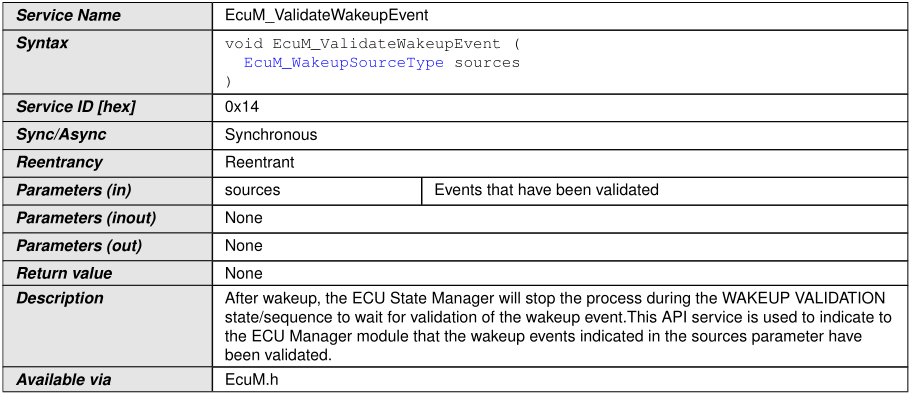 Service Name EcuM_ValidateWakeupEvent
Syntax void EcuM_ValidateWakeupEvent (
EcuM_WakeupSourceType sources
)
Service ID [hex] 0x14
Sync/Async Synchronous
Reentrancy Reentrant
Parameters (in) sources Events that have been validated
Parameters (inout) None
Parameters (out) None
Return value None
Description After wakeup, the ECU State Manager will stop the process during the WAKEUP VALIDATION
state/sequence to wait for validation of the wakeup event.This API service is used to indicate to
the ECU Manager module that the wakeup events indicated in the sources parameter have
been validated.
Available via EcuM.h